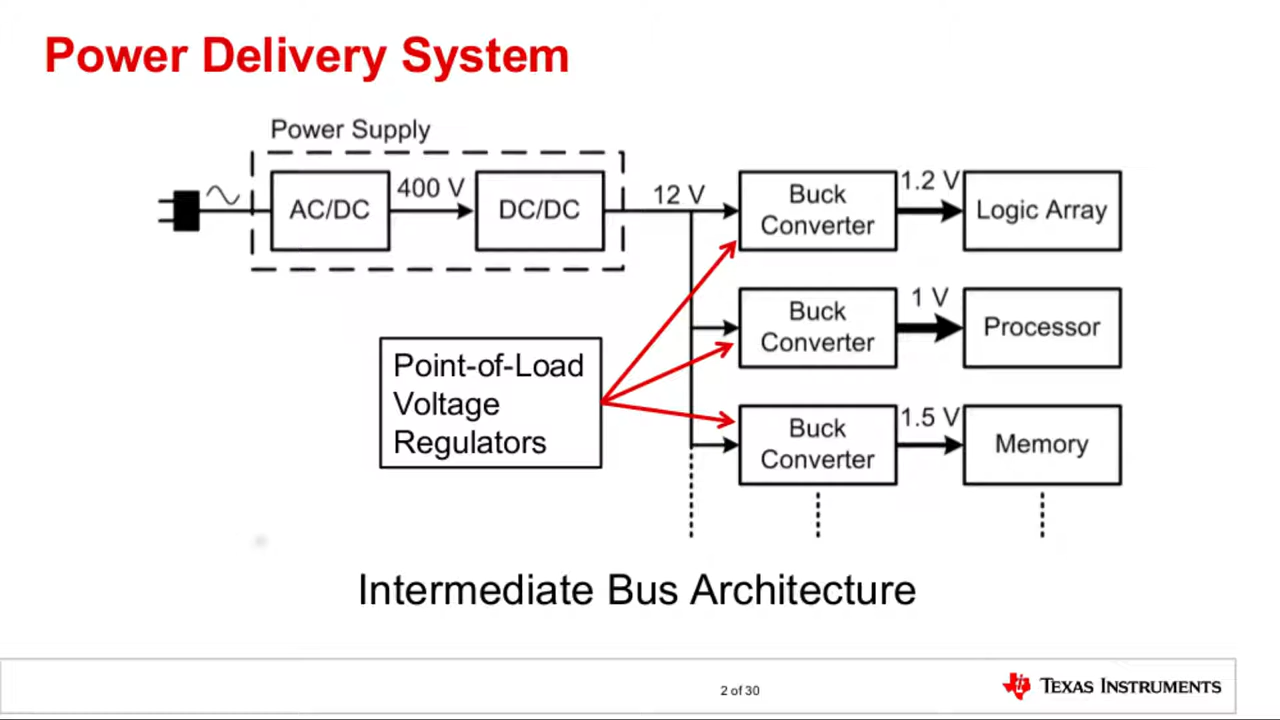 Power Delivery System
Power Supply
AC/DC
400 V
DC/DC
12 V
Buck
Converter
1.2 V
Logic Array
Buck
Converter
1 V
Processor
Point-of-Load
Voltage
Regulators
Buck
Converter
1.5 V
Memory
Intermediate Bus Architecture
2 of 30
TEXAS INSTRUMENTS